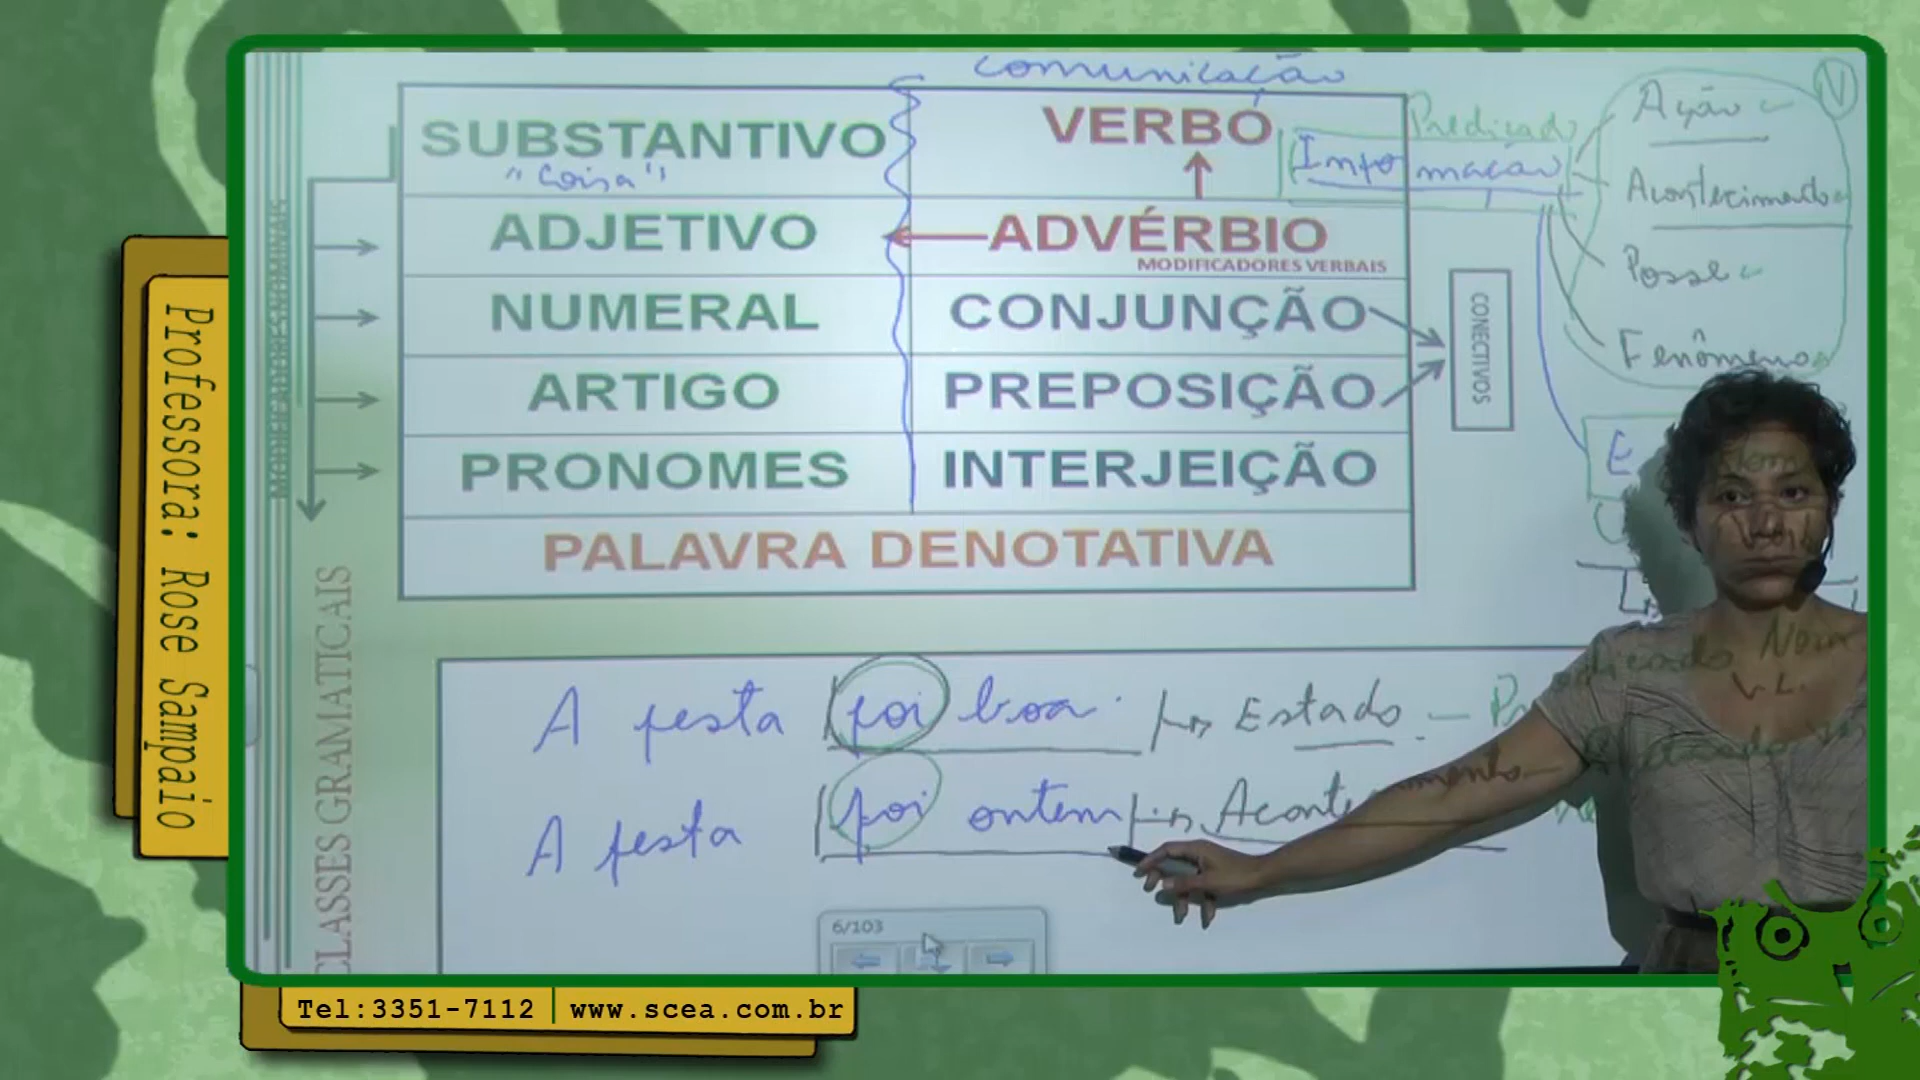 comunicação
SUBSTANTIVO
"Coisa"
VERBO
Predicado
Informação
Ação
Acontecimento
Posse
Fenômeno
ADJETIVO
ADVÉRBIO
MODIFICADORES VERBAIS
NUMERAL
CONJUNÇÃO
CONECTIVOS
ARTIGO
PREPOSIÇÃO
PRONOMES
INTERJEIÇÃO
PALAVRA DENOTATIVA
CLASSES GRAMATICAIS
A festa foi boa. Estado
A festa foi ontem
V.L.
6/103
Professora: Rose Sampaio
Tel:3351-7112 www.scea.com.br